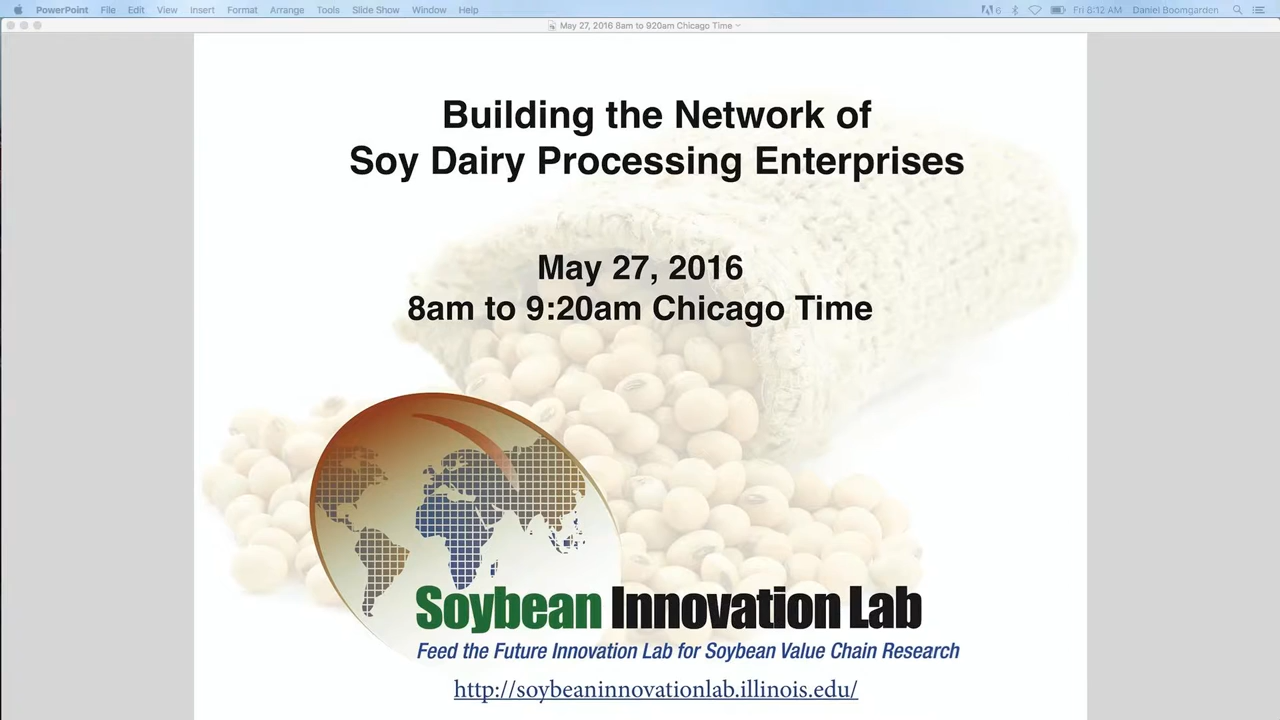 PowerPoint File Edit View Insert Format Arrange Tools Slide Show Window Help 6 Fri 8:12 AM Daniel Boomgarden
May 27, 2016 8am to 920am Chicago Time
Building the Network of
Soy Dairy Processing Enterprises
May 27, 2016
8am to 9:20am Chicago Time
Soybean Innovation Lab
Feed the Future Innovation Lab for Soybean Value Chain Research
http://soybeaninnovationlab.illinois.edu/